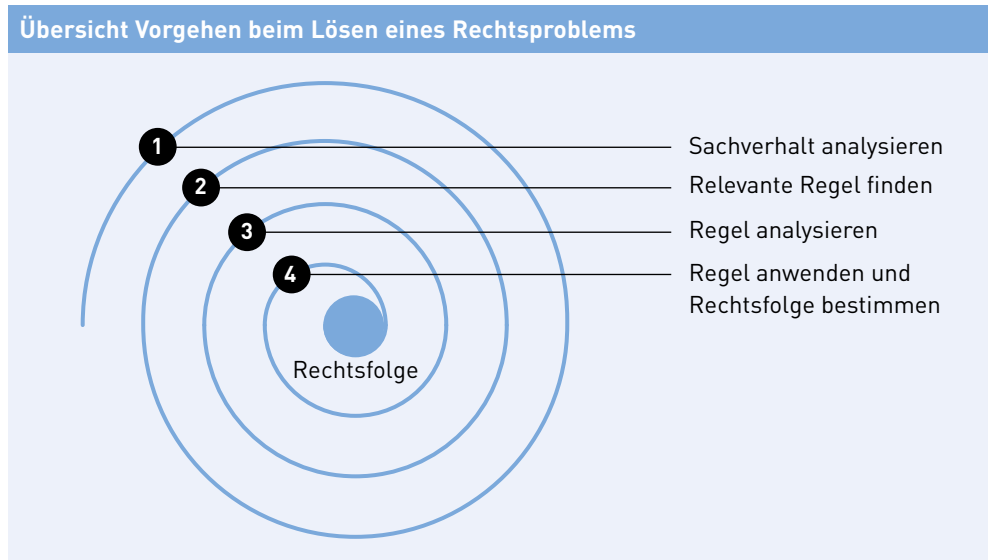 Übersicht Vorgehen beim Lösen eines Rechtsproblems
1
Sachverhalt analysieren
2
Relevante Regel finden
3
Regel analysieren
4
Regel anwenden und
Rechtsfolge bestimmen
Rechtsfolge